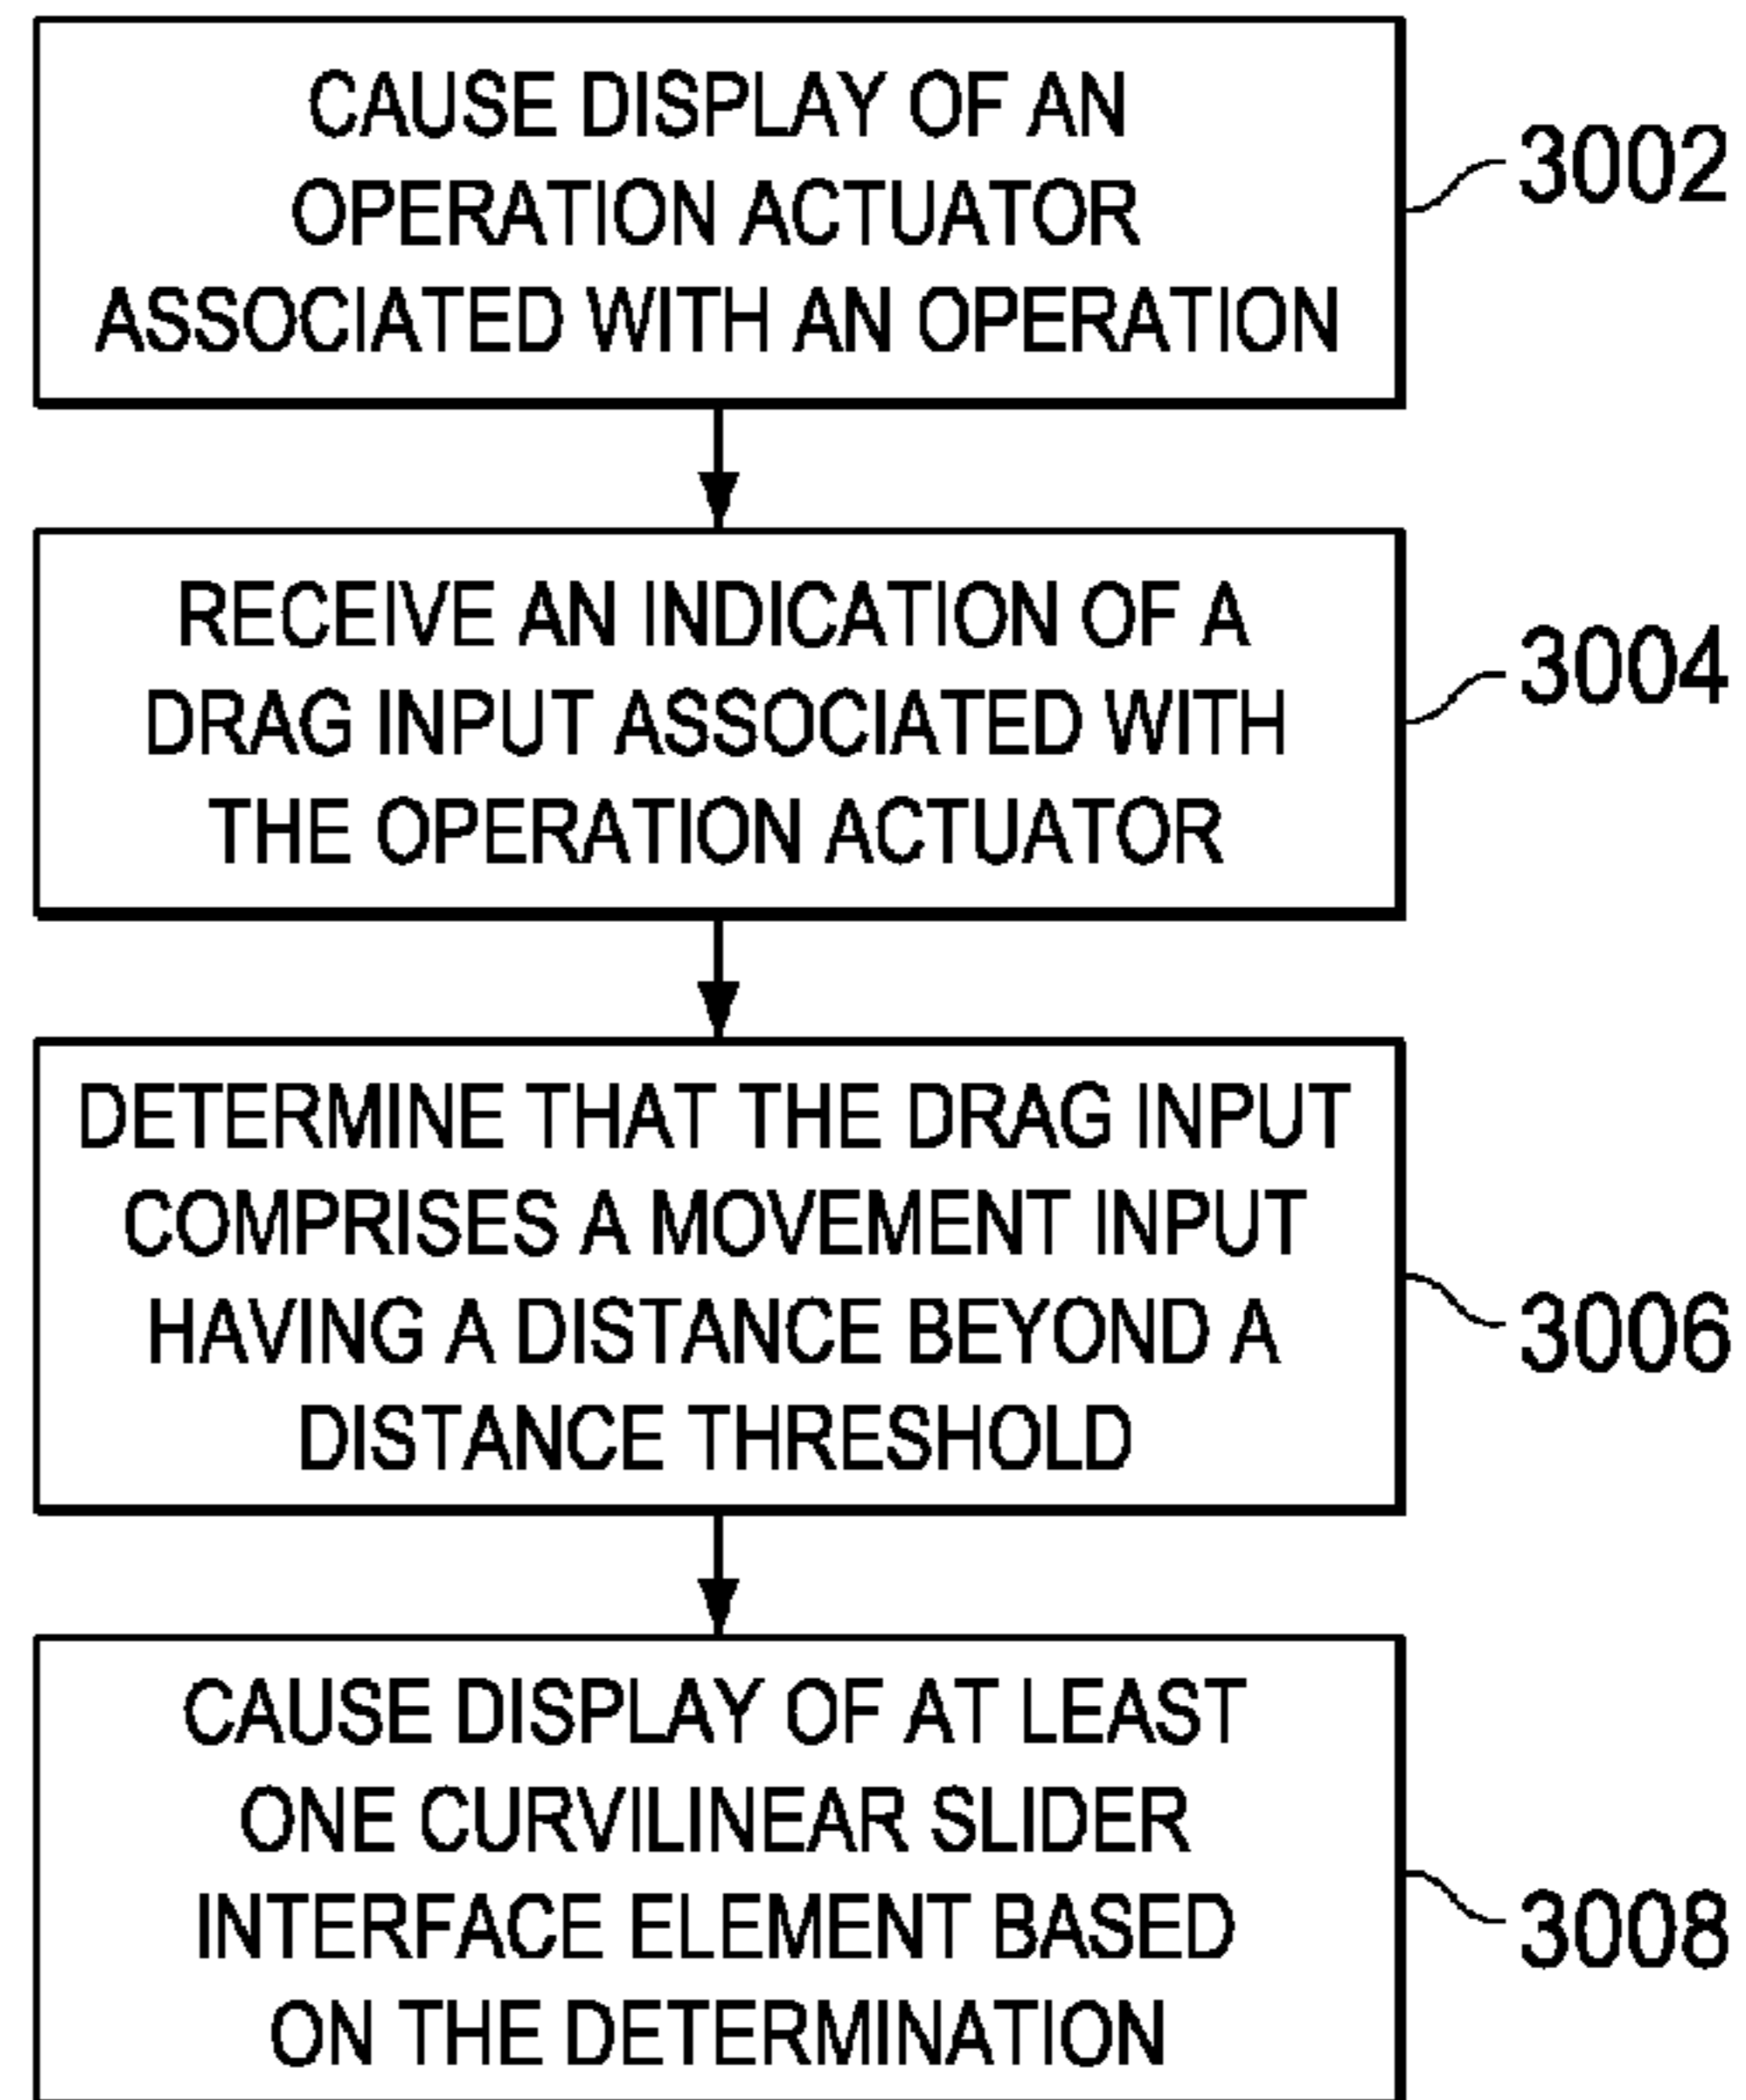 CAUSE DISPLAY OF AN
OPERATION ACTUATOR
ASSOCIATED WITH AN OPERATION
3002
RECEIVE AN INDICATION OF A
DRAG INPUT ASSOCIATED WITH
THE OPERATION ACTUATOR
3004
DETERMINE THAT THE DRAG INPUT
COMPRISES A MOVEMENT INPUT
HAVING A DISTANCE BEYOND A
DISTANCE THRESHOLD
3006
CAUSE DISPLAY OF AT LEAST
ONE CURVILINEAR SLIDER
INTERFACE ELEMENT BASED
ON THE DETERMINATION
3008